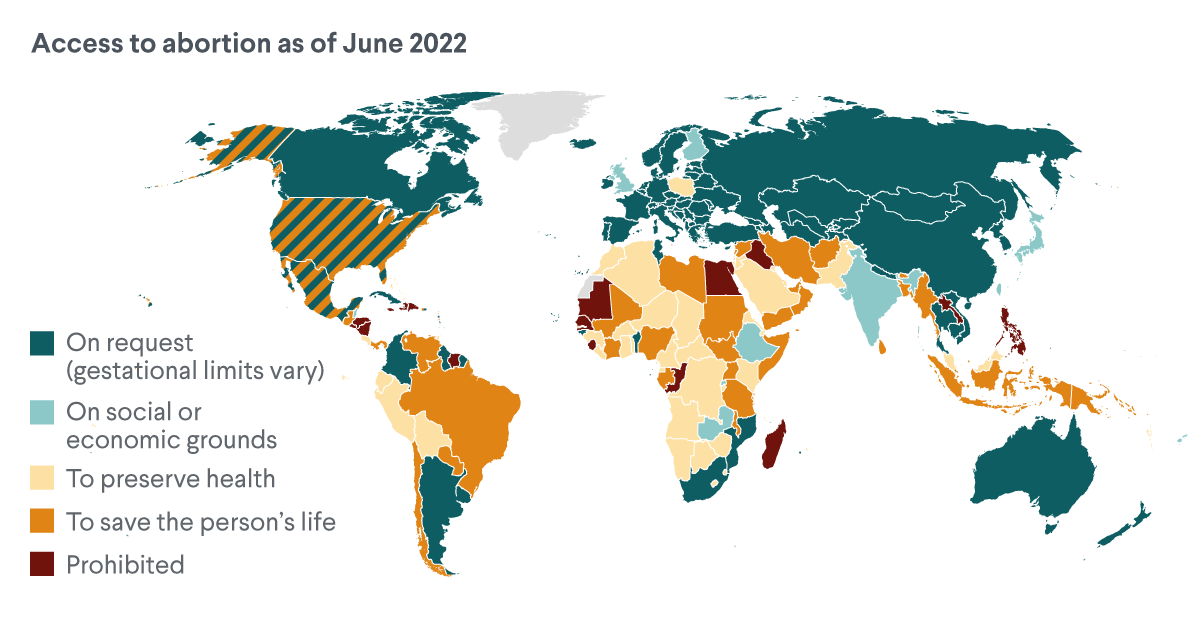 Access to abortion as of June 2022
On request
(gestational limits vary)
On social or
economic grounds
To preserve health
To save the person’s life
Prohibited